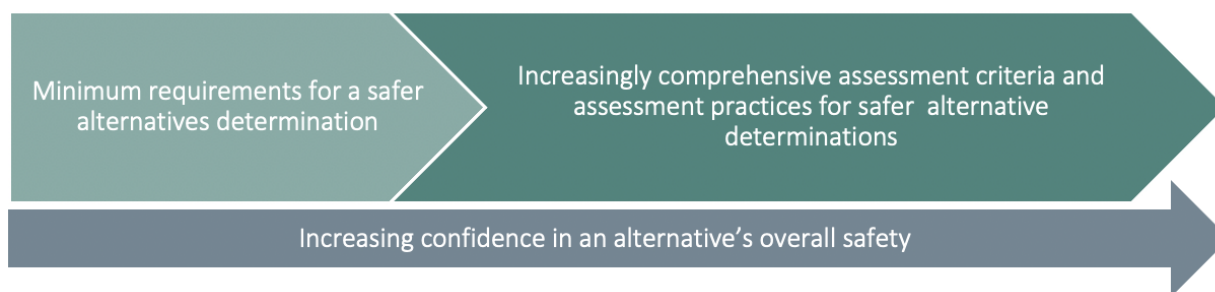 Minimum requirements for a safer
alternatives determination
Increasingly comprehensive assessment criteria and
assessment practices for safer alternative
determinations
Increasing confidence in an alternative’s overall safety